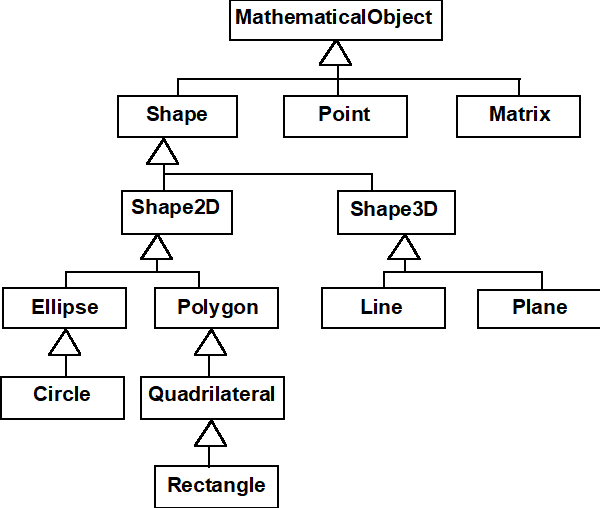 MathematicalObject
Shape
Point
Matrix
Shape2D
Shape3D
Ellipse
Polygon
Line
Plane
Circle
Quadrilateral
Rectangle